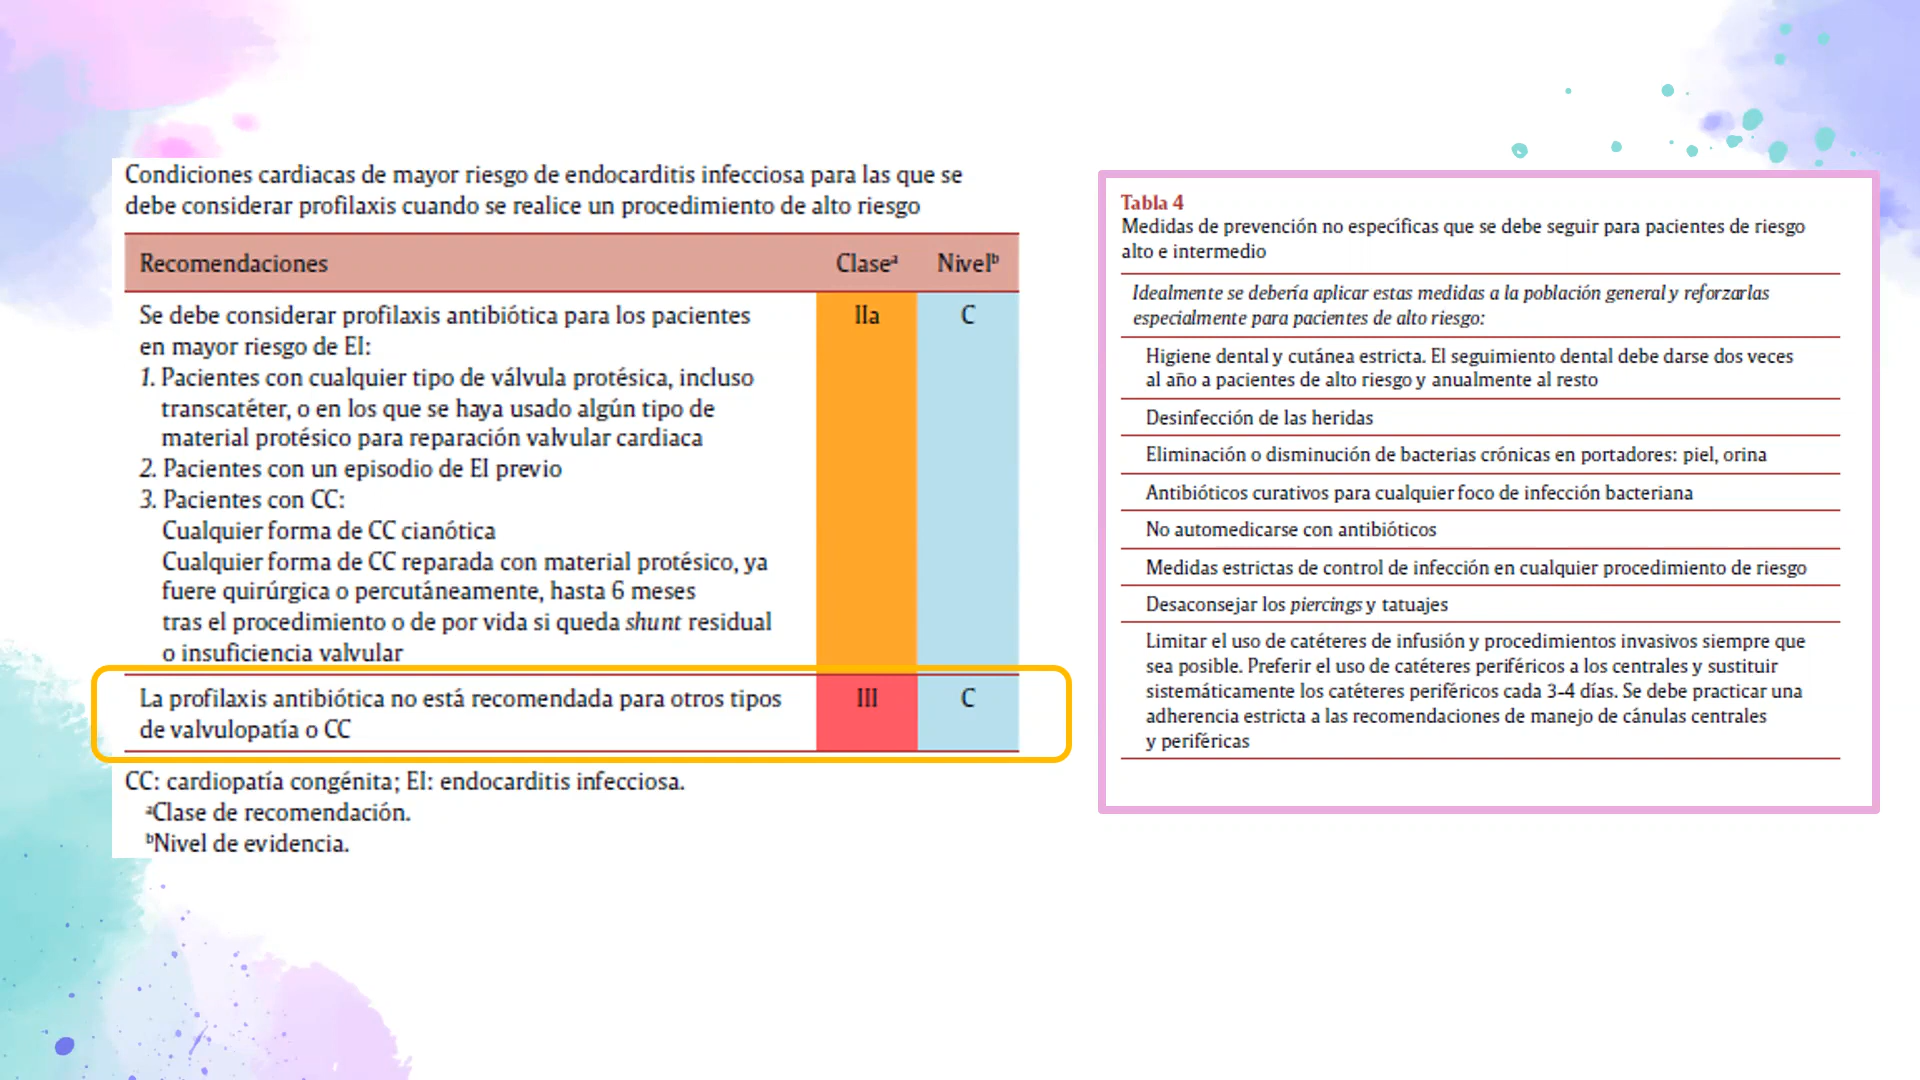 Condiciones cardiacas de mayor riesgo de endocarditis infecciosa para las que se
debe considerar profilaxis cuando se realice un procedimiento de alto riesgo
Recomendaciones Claseᵃ Nivelᵇ
Se debe considerar profilaxis antibiótica para los pacientes IIa C
en mayor riesgo de EI:
1. Pacientes con cualquier tipo de válvula protésica, incluso
transcatéter, o en los que se haya usado algún tipo de
material protésico para reparación valvular cardiaca
2. Pacientes con un episodio de EI previo
3. Pacientes con CC:
Cualquier forma de CC cianótica
Cualquier forma de CC reparada con material protésico, ya
fuere quirúrgica o percutáneamente, hasta 6 meses
tras el procedimiento o de por vida si queda shunt residual
o insuficiencia valvular
La profilaxis antibiótica no está recomendada para otros tipos III C
de valvulopatía o CC
CC: cardiopatía congénita; EI: endocarditis infecciosa.
ᵃClase de recomendación.
ᵇNivel de evidencia.
Tabla 4
Medidas de prevención no específicas que se debe seguir para pacientes de riesgo
alto e intermedio
Idealmente se debería aplicar estas medidas a la población general y reforzarlas
especialmente para pacientes de alto riesgo:
Higiene dental y cutánea estricta. El seguimiento dental debe darse dos veces
al año a pacientes de alto riesgo y anualmente al resto
Desinfección de las heridas
Eliminación o disminución de bacterias crónicas en portadores: piel, orina
Antibióticos curativos para cualquier foco de infección bacteriana
No automedicarse con antibióticos
Medidas estrictas de control de infección en cualquier procedimiento de riesgo
Desaconsejar los piercings y tatuajes
Limitar el uso de catéteres de infusión y procedimientos invasivos siempre que
sea posible. Preferir el uso de catéteres periféricos a los centrales y sustituir
sistemáticamente los catéteres periféricos cada 3-4 días. Se debe practicar una
adherencia estricta a las recomendaciones de manejo de cánulas centrales
y periféricas